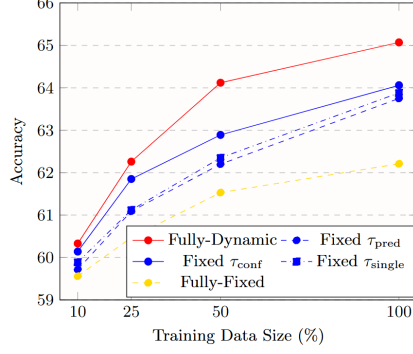 66
65
64
63
62
61
60
59
Accuracy
10 25 50 100
Training Data Size (%)
Fully-Dynamic Fixed τpred
Fixed τconf Fixed τsingle
Fully-Fixed